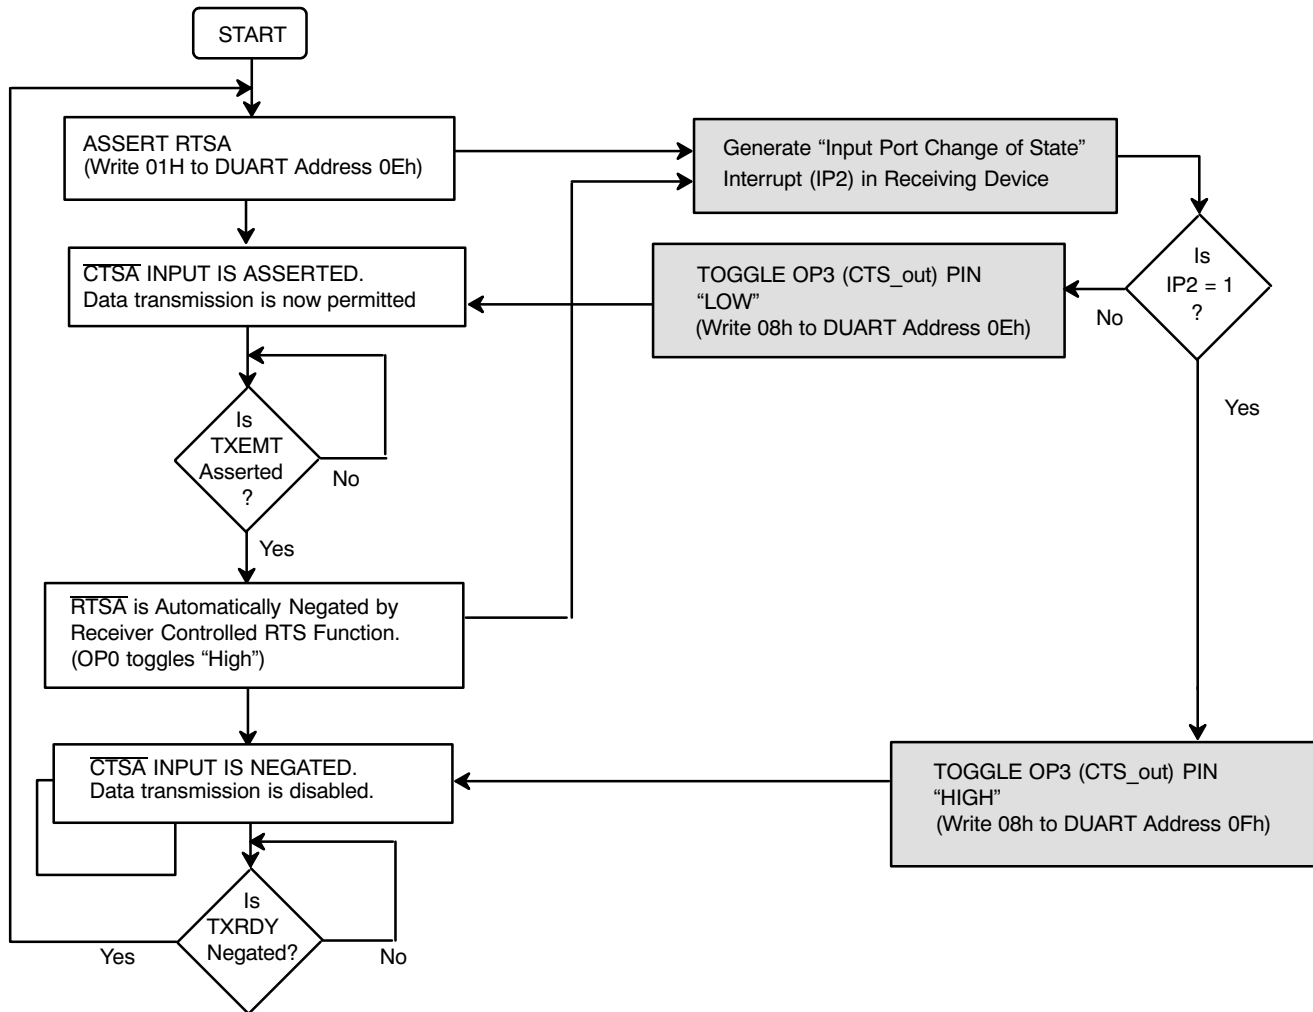 START
ASSERT RTSA
(Write 01H to DUART Address 0Eh)
Generate “Input Port Change of State”
Interrupt (IP2) in Receiving Device
CTSA INPUT IS ASSERTED.
Data transmission is now permitted
TOGGLE OP3 (CTS_out) PIN
“LOW”
(Write 08h to DUART Address 0Eh)
Is
IP2 = 1
?
No
Yes
Is
TXEMT
Asserted
?
No
Yes
RTSA is Automatically Negated by
Receiver Controlled RTS Function.
(OP0 toggles “High”)
CTSA INPUT IS NEGATED.
Data transmission is disabled.
TOGGLE OP3 (CTS_out) PIN
“HIGH”
(Write 08h to DUART Address 0Fh)
Is
TXRDY
Negated?
Yes
No